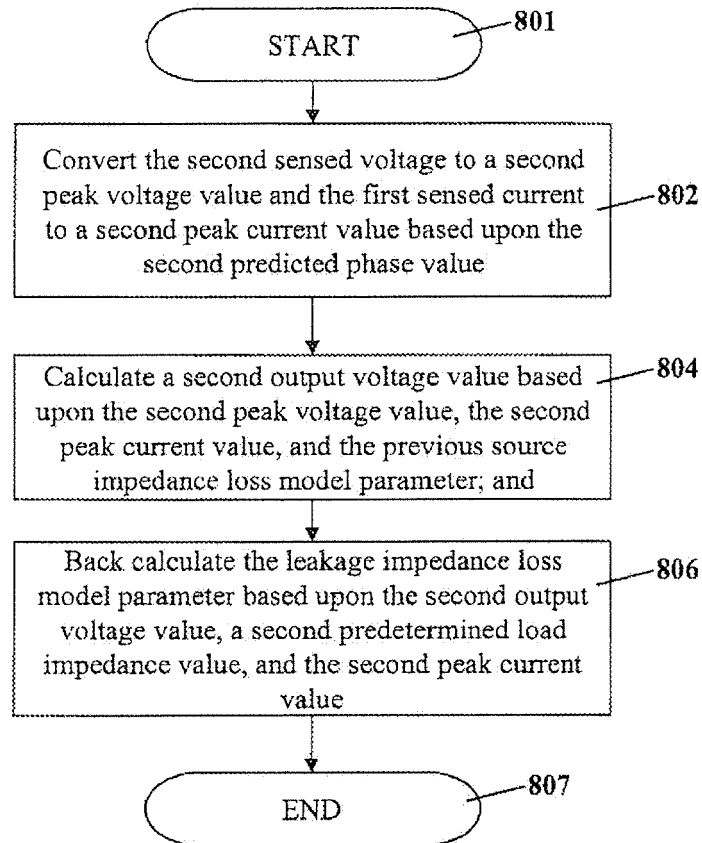 START
801
Convert the second sensed voltage to a second
peak voltage value and the first sensed current
to a second peak current value based upon the
second predicted phase value
802
Calculate a second output voltage value based
upon the second peak voltage value, the second
peak current value, and the previous source
impedance loss model parameter; and
804
Back calculate the leakage impedance loss
model parameter based upon the second output
voltage value, a second predetermined load
impedance value, and the second peak current
value
806
END
807